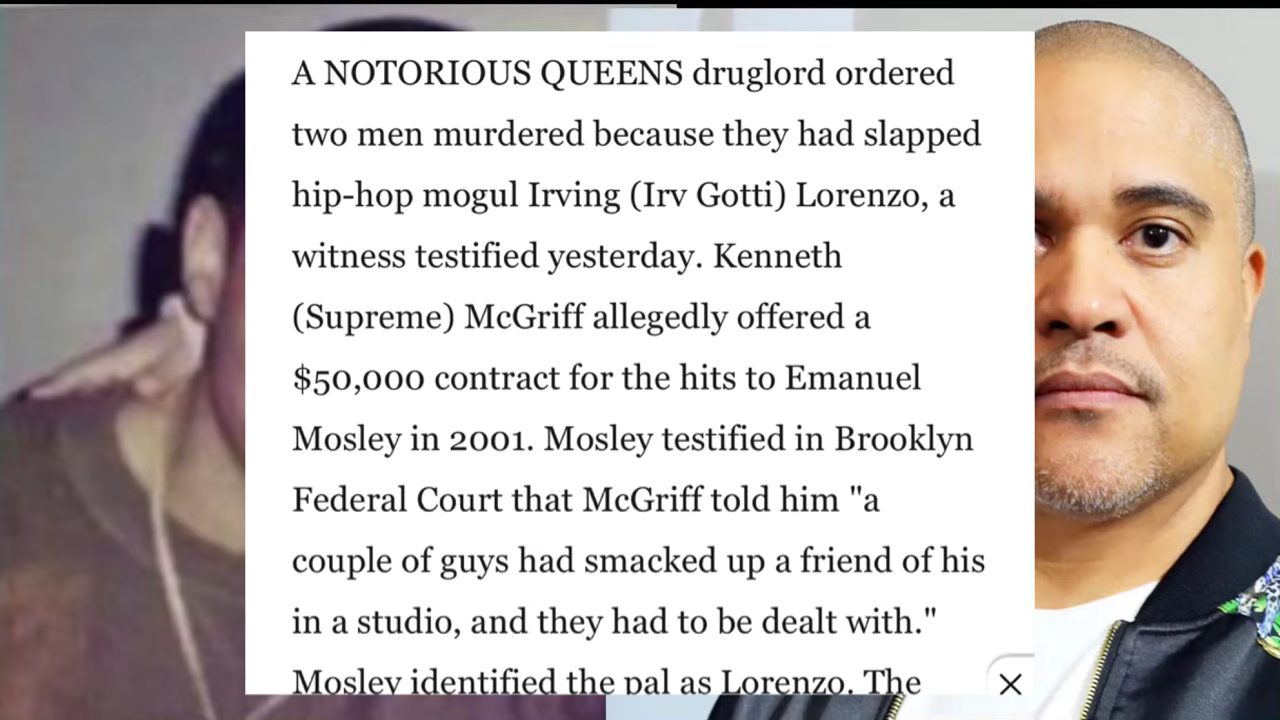 A NOTORIOUS QUEENS druglord ordered
two men murdered because they had slapped
hip-hop mogul Irving (Irv Gotti) Lorenzo, a
witness testified yesterday. Kenneth
(Supreme) McGriff allegedly offered a
$50,000 contract for the hits to Emanuel
Mosley in 2001. Mosley testified in Brooklyn
Federal Court that McGriff told him "a
couple of guys had smacked up a friend of his
in a studio, and they had to be dealt with."
Mosley identified the pal as Lorenzo. The